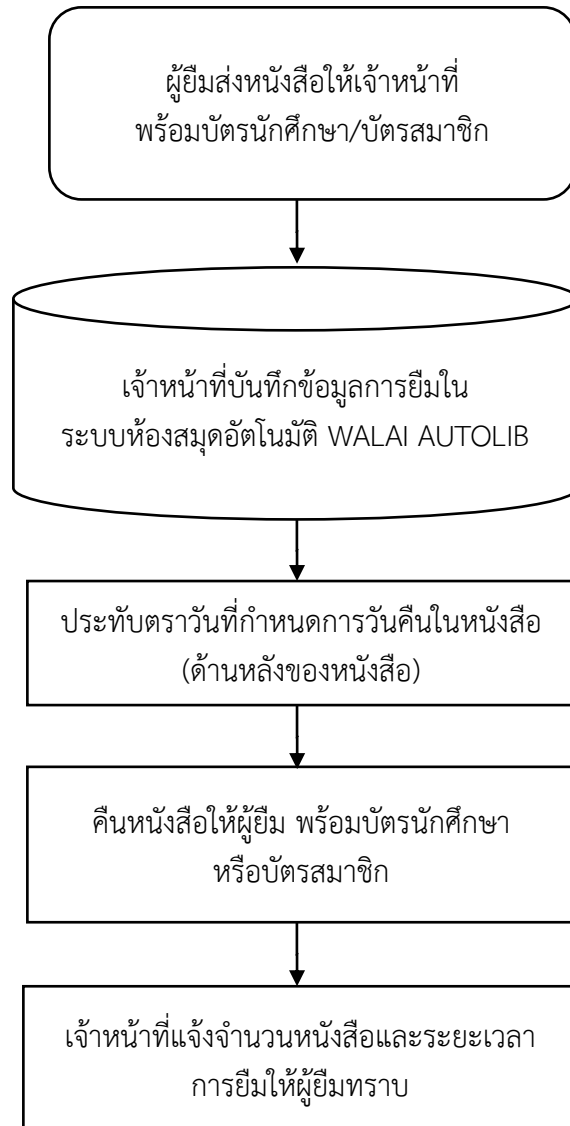 ผู้ยืมส่งหนังสือให้เจ้าหน้าที่
พร้อมบัตรนักศึกษา/บัตรสมาชิก
เจ้าหน้าที่บันทึกข้อมูลการยืมใน
ระบบห้องสมุดอัตโนมัติ WALAI AUTOLIB
ประทับตราวันที่กำหนดการวันคืนในหนังสือ
(ด้านหลังของหนังสือ)
คืนหนังสือให้ผู้ยืม พร้อมบัตรนักศึกษา
หรือบัตรสมาชิก
เจ้าหน้าที่แจ้งจำนวนหนังสือและระยะเวลา
การยืมให้ผู้ยืมทราบ